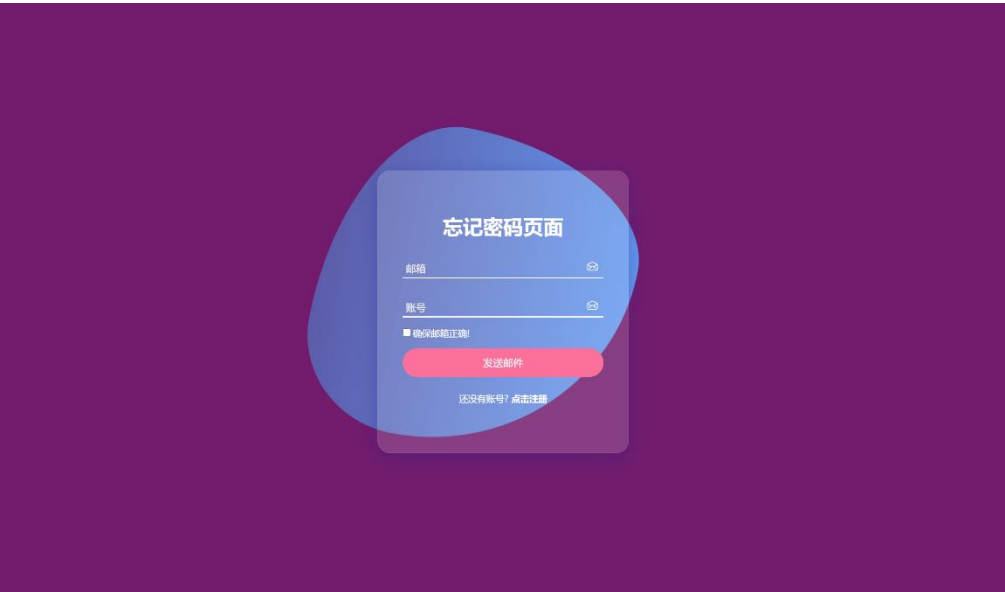 忘记密码页面
邮箱
账号
确保邮箱正确!
发送邮件
还没有账号? 点击注册